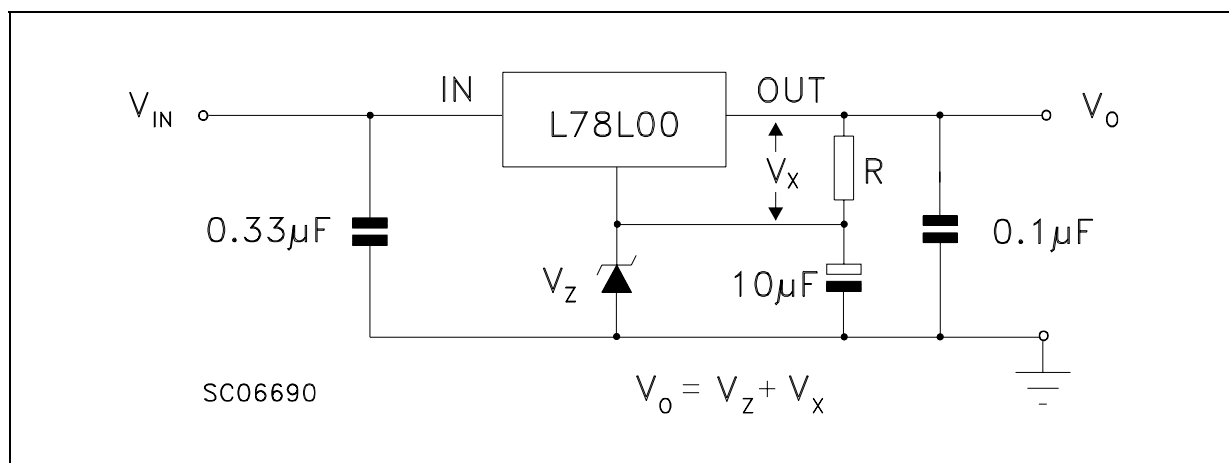 V_IN
IN
L78L00
OUT
V_O
V_X
R
0.33µF
V_Z
10µF
0.1µF
SC06690
V_O = V_Z + V_X